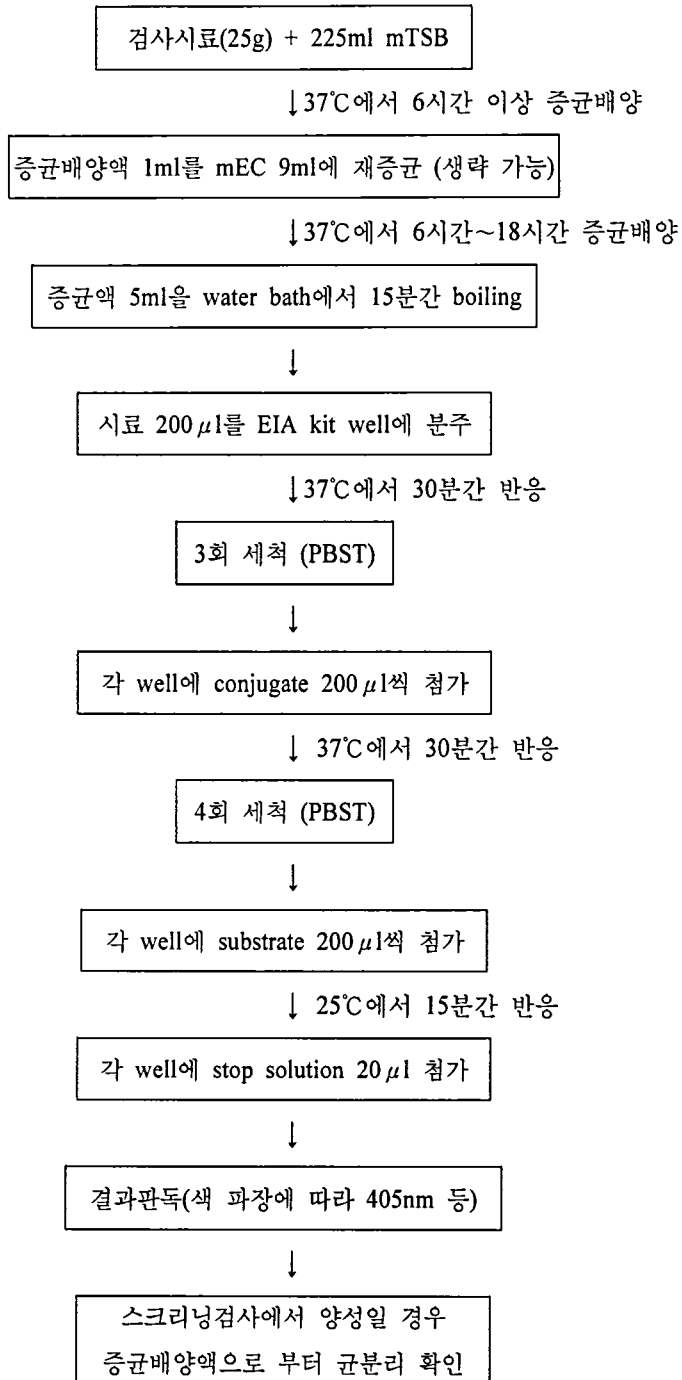 검사시료(25g) + 225ml mTSB
↓37℃에서 6시간 이상 증균배양
증균배양액 1ml를 mEC 9ml에 재증균 (생략 가능)
↓37℃에서 6시간~18시간 증균배양
증균액 5ml을 water bath에서 15분간 boiling
↓
시료 200μl를 EIA kit well에 분주
↓37℃에서 30분간 반응
3회 세척 (PBST)
↓
각 well에 conjugate 200μl씩 첨가
↓ 37℃에서 30분간 반응
4회 세척 (PBST)
↓
각 well에 substrate 200μl씩 첨가
↓ 25℃에서 15분간 반응
각 well에 stop solution 20μl 첨가
↓
결과판독(색 파장에 따라 405nm 등)
↓
스크리닝검사에서 양성일 경우
증균배양액으로 부터 균분리 확인